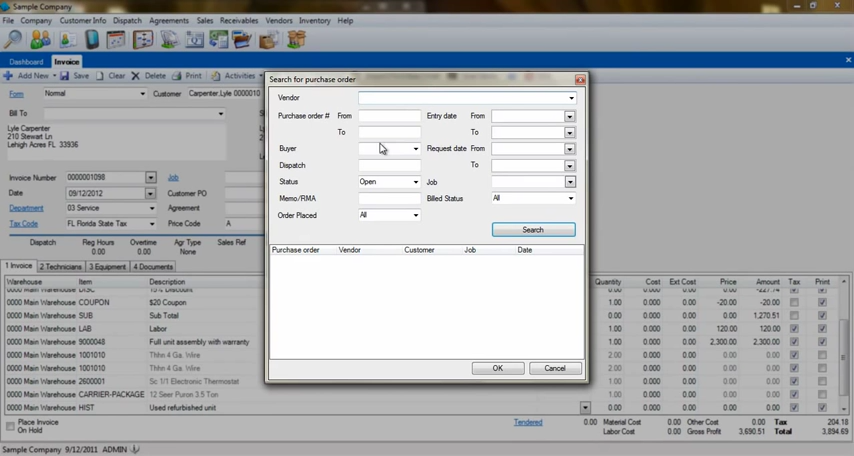 Sample Company
File Company Customer Info Dispatch Agreements Sales Receivables Vendors Inventory Help
Dashboard Invoice
Add New Save Clear Delete Print Activities
Form Normal Customer Carpenter,Lyle 0000010
Bill To
Lyle Carpenter
210 Stewart Ln
Lehigh Acres FL 33936
Invoice Number 0000001098 Job
Date 09/12/2012 Customer PO
Department 03 Service Agreement
Tax Code FL Florida State Tax Price Code A
Dispatch Reg Hours Overtime Agr Type Sales Ref
0.00 0.00 None
1 Invoice 2 Technicians 3 Equipment 4 Documents
Search for purchase order
Vendor
Purchase order # From Entry date From
To To
Buyer Request date From
Dispatch To
Status Open Job
Memo/RMA Billed Status All
Order Placed All
Search
Purchase order Vendor Customer Job Date
OK Cancel
Warehouse Item Description Quantity Cost Ext Cost Price Amount Tax Print
0000 Main Warehouse DISC 15% Discount 0.00 0.000 0.00 -227.74
0000 Main Warehouse COUPON $20 Coupon 1.00 0.000 0.00 -20.00 -20.00
0000 Main Warehouse SUB Sub Total 0.00 0.000 0.00 0.00 1,270.51
0000 Main Warehouse LAB Labor 1.00 0.000 0.00 120.00 120.00
0000 Main Warehouse 9000048 Full unit assembly with warranty 1.00 0.000 0.00 2,300.00 2,300.00
0000 Main Warehouse 1001010 Thhn 4 Ga. Wire 2.00 0.000 0.00 0.00 0.00
0000 Main Warehouse 1001010 Thhn 4 Ga. Wire 2.00 0.000 0.00 0.00 0.00
0000 Main Warehouse 2600001 Sc 1/1 Electronic Thermostat 1.00 0.000 0.00 0.00 0.00
0000 Main Warehouse CARRIER-PACKAGE 12 Seer Puron 3.5 Ton 1.00 0.000 0.00 0.00 0.00
0000 Main Warehouse HIST Used refurbished unit 0.00 0.000 0.00 0.00 0.00
Place Invoice On Hold
Tendered 0.00 Material Cost 0.00 Other Cost 0.00 Tax 204.18
Labor Cost 0.00 Gross Profit 3,690.51 Total 3,894.69
Sample Company 9/12/2011 ADMIN